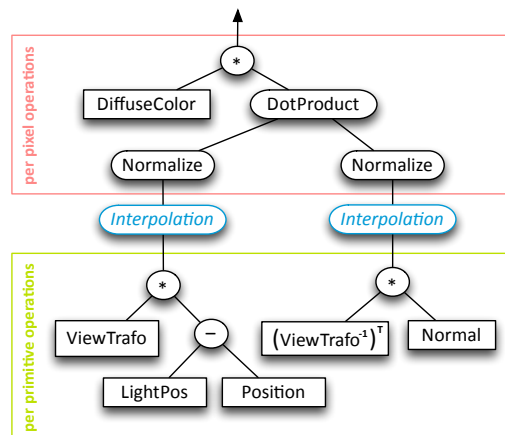 per pixel operations
*
DiffuseColor
DotProduct
Normalize
Normalize
Interpolation
Interpolation
per primitive operations
*
*
ViewTrafo
−
(ViewTrafo⁻¹)ᵀ
Normal
LightPos
Position